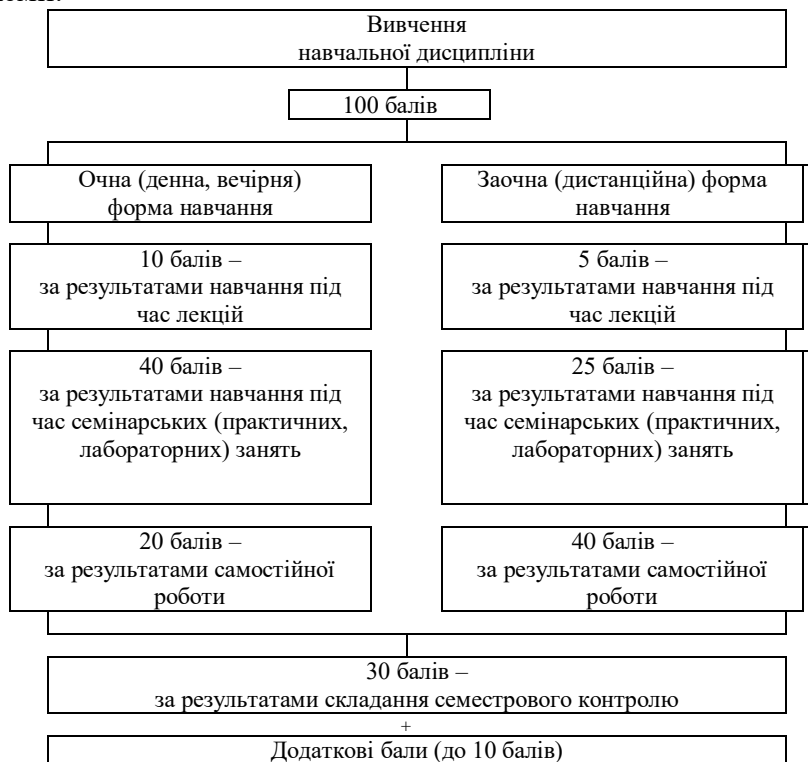 Вивчення
навчальної дисципліни
100 балів
Очна (денна, вечірня)
форма навчання
Заочна (дистанційна) форма
навчання
10 балів –
за результатами навчання під
час лекцій
5 балів –
за результатами навчання під
час лекцій
40 балів –
за результатами навчання під
час семінарських (практичних,
лабораторних) занять
25 балів –
за результатами навчання під
час семінарських (практичних,
лабораторних) занять
20 балів –
за результатами самостійної
роботи
40 балів –
за результатами самостійної
роботи
30 балів –
за результатами складання семестрового контролю
+
Додаткові бали (до 10 балів)